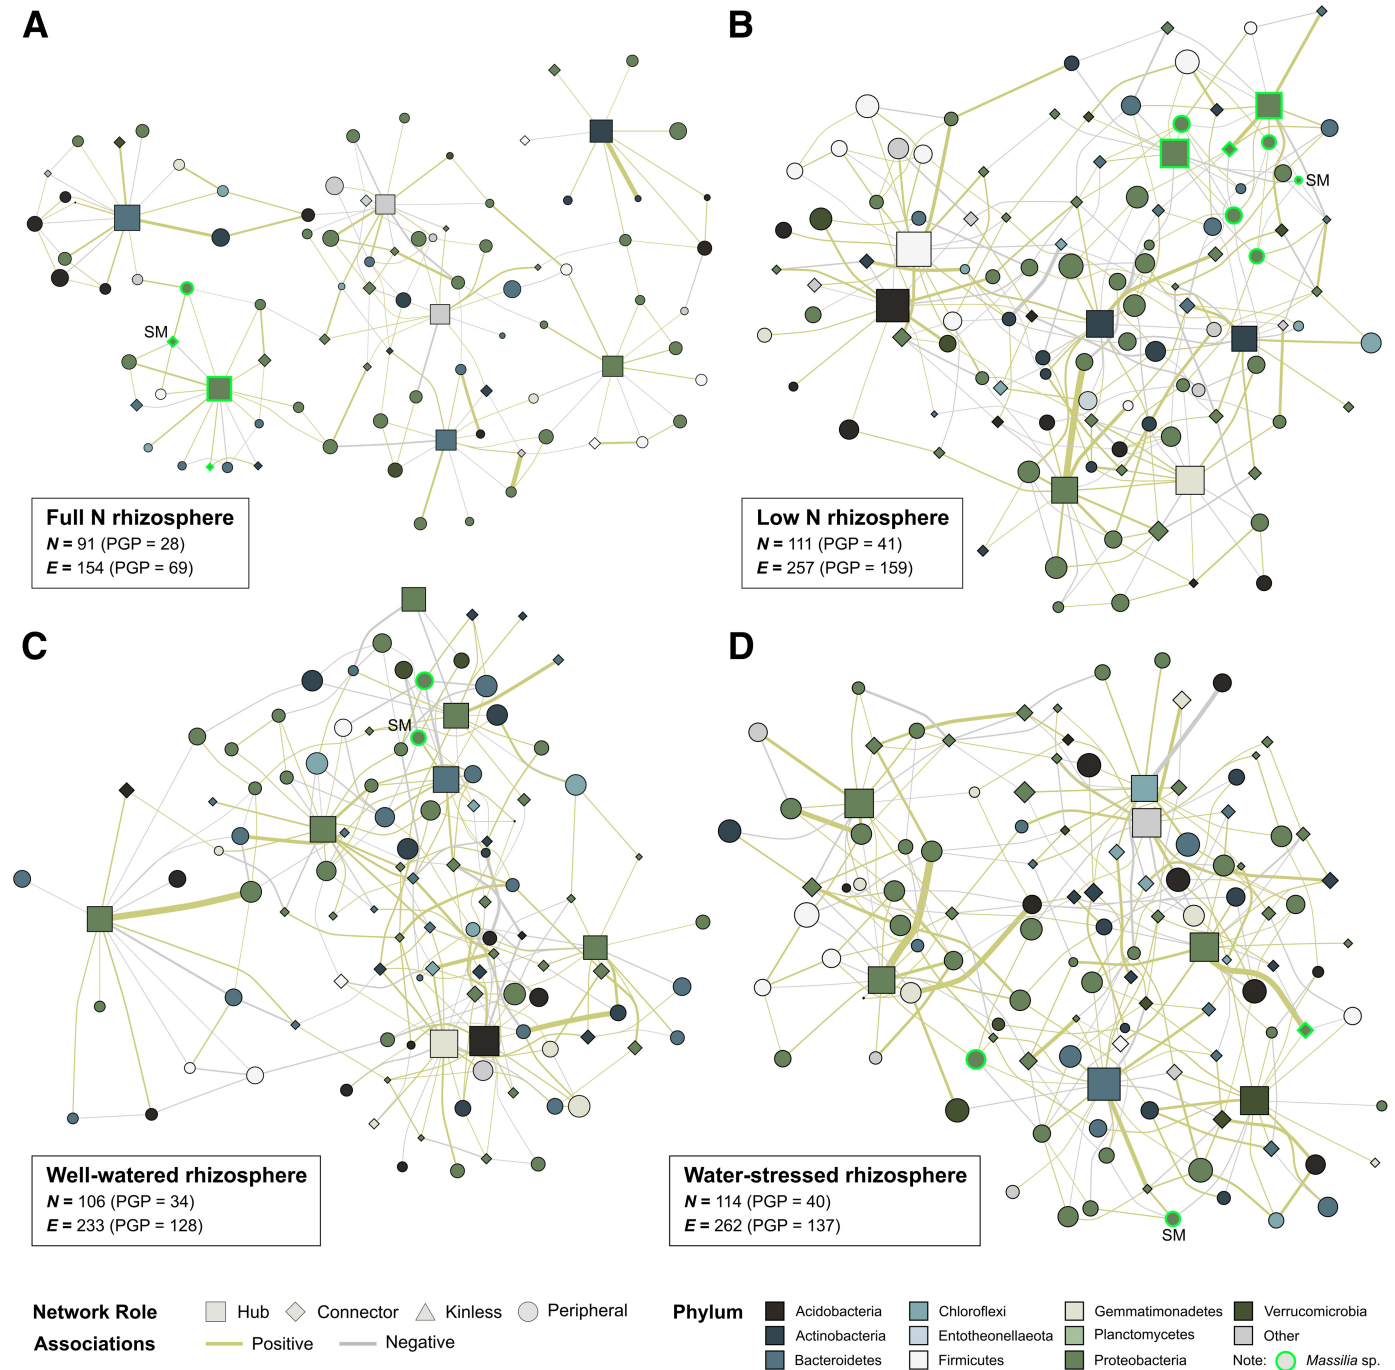 A
B
SM
SM
Full N rhizosphere
N = 91 (PGP = 28)
E = 154 (PGP = 69)
Low N rhizosphere
N = 111 (PGP = 41)
E = 257 (PGP = 159)
C
D
SM
Well-watered rhizosphere
N = 106 (PGP = 34)
E = 233 (PGP = 128)
Water-stressed rhizosphere
N = 114 (PGP = 40)
E = 262 (PGP = 137)
SM
Network Role Hub Connector Kinless Peripheral
Associations Positive Negative
Phylum Acidobacteria Chloroflexi Gemmatimonadetes Verrucomicrobia
Actinobacteria Entotheonellaeota Planctomycetes Other
Bacteroidetes Firmicutes Proteobacteria Note: Massilia sp.